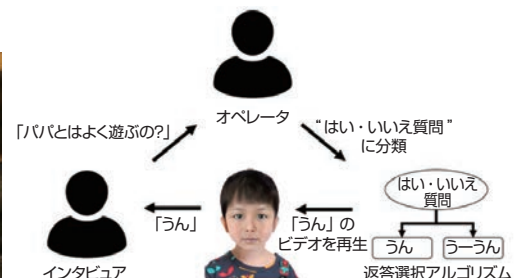 オペレータ
「パパとはよく遊ぶの?」
“はい・いいえ質問”
に分類
はい・いいえ
質問
「うん」
「うん」の
ビデオを再生
うん
うーうん
インタビュア
返答選択アルゴリズム